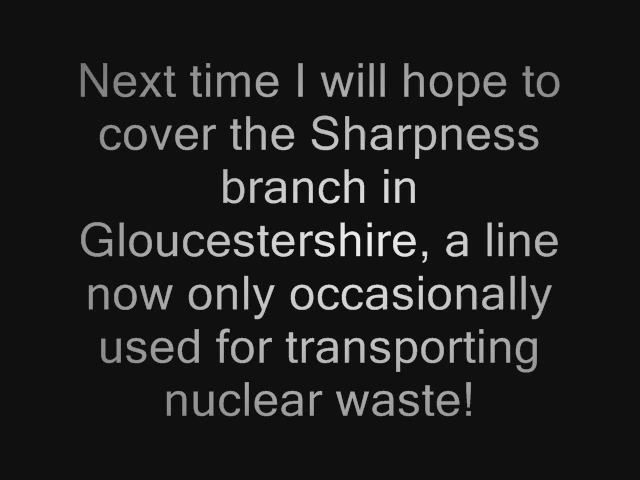 Next time I will hope to
cover the Sharpness
branch in
Gloucestershire, a line
now only occasionally
used for transporting
nuclear waste!